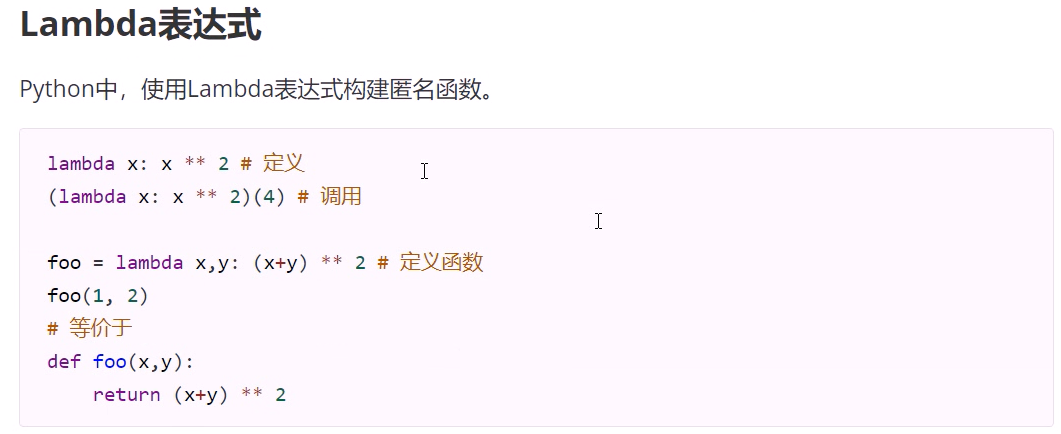 Lambda表达式
Python中，使用Lambda表达式构建匿名函数。
lambda x: x ** 2 # 定义
(lambda x: x ** 2)(4) # 调用
foo = lambda x,y: (x+y) ** 2 # 定义函数
foo(1, 2)
# 等价于
def foo(x,y):
    return (x+y) ** 2